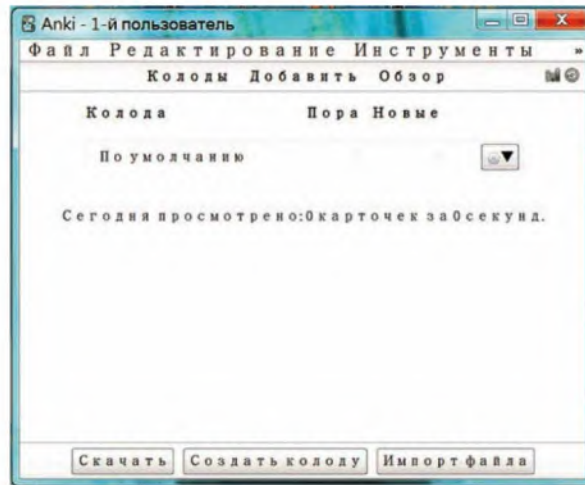 Anki - 1-й пользователь
Файл Редактирование Инструменты »
Колоды Добавить Обзор
Колода Пора Новые
По умолчанию
Сегодня просмотрено:0карточек за0секунд.
Скачать Создать колоду Импорт файла